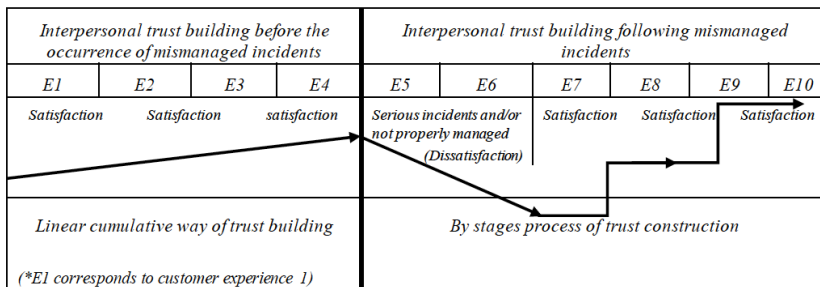 Interpersonal trust building before the
occurrence of mismanaged incidents
Interpersonal trust building following mismanaged
incidents
E1 E2 E3 E4 E5 E6 E7 E8 E9 E10
Satisfaction Satisfaction satisfaction
Serious incidents and/or
not properly managed
(Dissatisfaction)
Satisfaction Satisfaction Satisfaction
Linear cumulative way of trust building
By stages process of trust construction
(*E1 corresponds to customer experience 1)